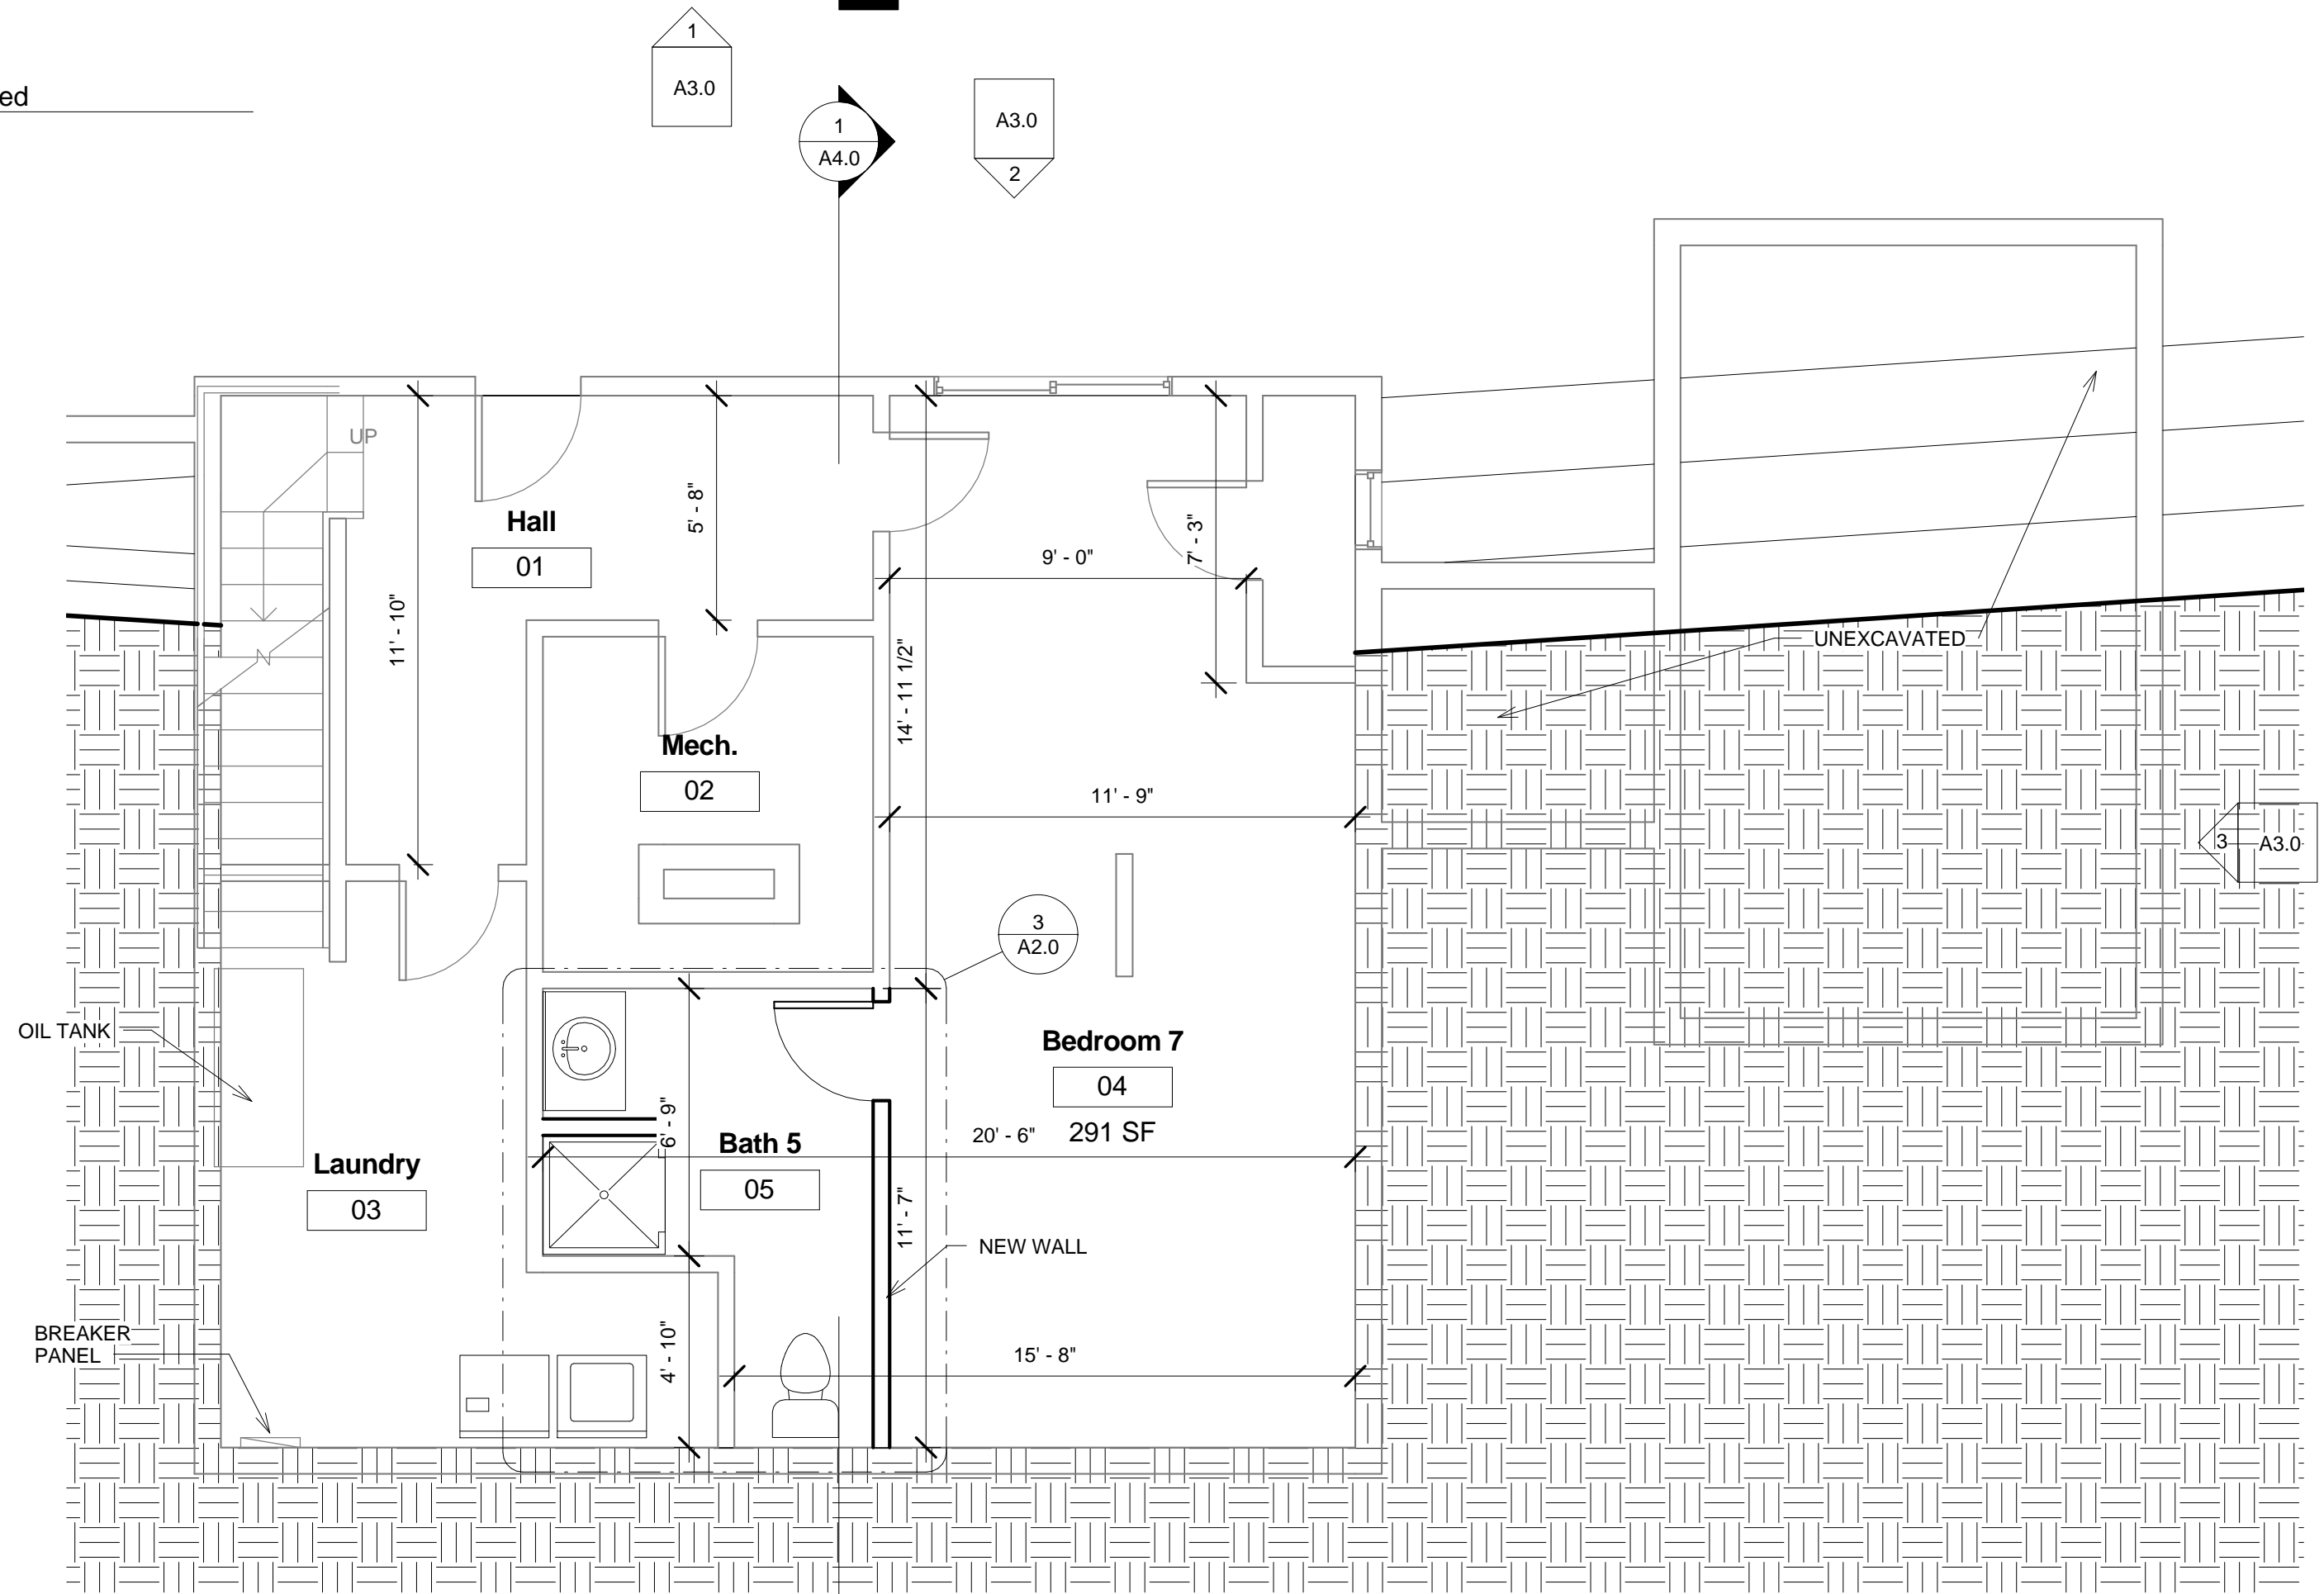 1
A3.0
ed
1
A4.0
A3.0
2
UP
Hall
01
5' - 8"
9' - 0"
7' - 3"
11' - 10"
14' - 11 1/2"
UNEXCAVATED
Mech.
02
11' - 9"
3
A3.0
3
A2.0
OIL TANK
Bedroom 7
04
291 SF
6' - 9"
Bath 5
05
20' - 6"
Laundry
03
11' - 7"
NEW WALL
BREAKER
PANEL
4' - 10"
15' - 8"